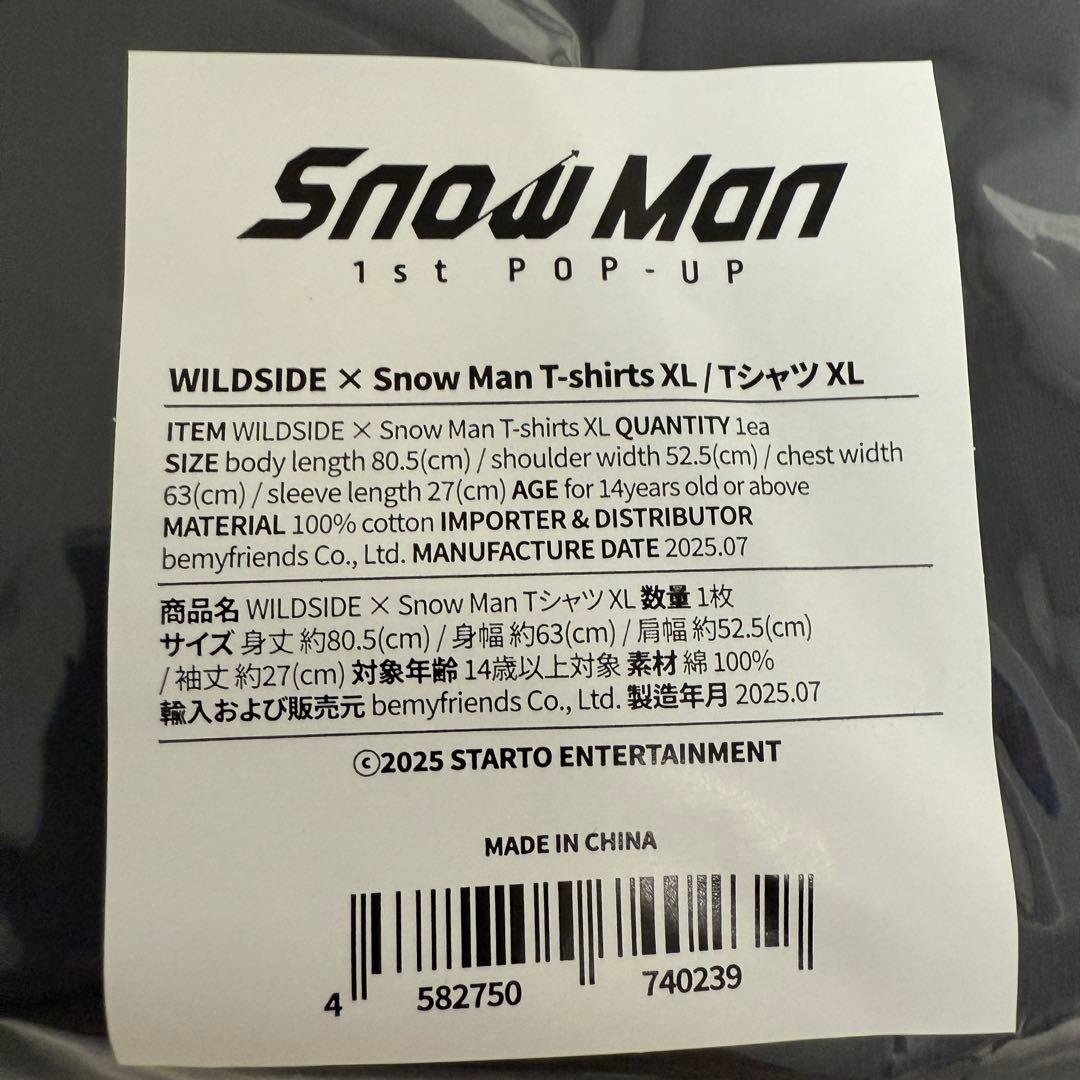 Snow Man
1st POP-UP
WILDSIDE × Snow Man T-shirts XL / Tシャツ XL
ITEM WILDSIDE × Snow Man T-shirts XL QUANTITY 1ea
SIZE body length 80.5(cm) / shoulder width 52.5(cm) / chest width
63(cm) / sleeve length 27(cm) AGE for 14years old or above
MATERIAL 100% cotton IMPORTER & DISTRIBUTOR
bemyfriends Co., Ltd. MANUFACTURE DATE 2025.07
商品名 WILDSIDE × Snow Man Tシャツ XL 数量 1枚
サイズ 身丈 約80.5(cm) / 身幅 約63(cm) / 肩幅 約52.5(cm)
/ 袖丈 約27(cm) 対象年齢 14歳以上対象 素材 綿 100%
輸入および販売元 bemyfriends Co., Ltd. 製造年月 2025.07
ⓒ2025 STARTO ENTERTAINMENT
MADE IN CHINA
4 582750 740239